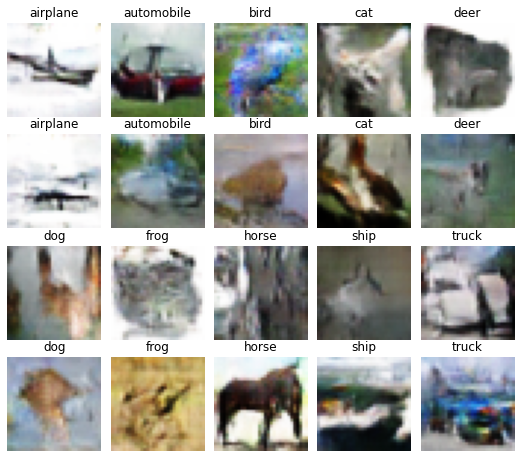 airplane automobile bird cat deer
airplane automobile bird cat deer
dog frog horse ship truck
dog frog horse ship truck